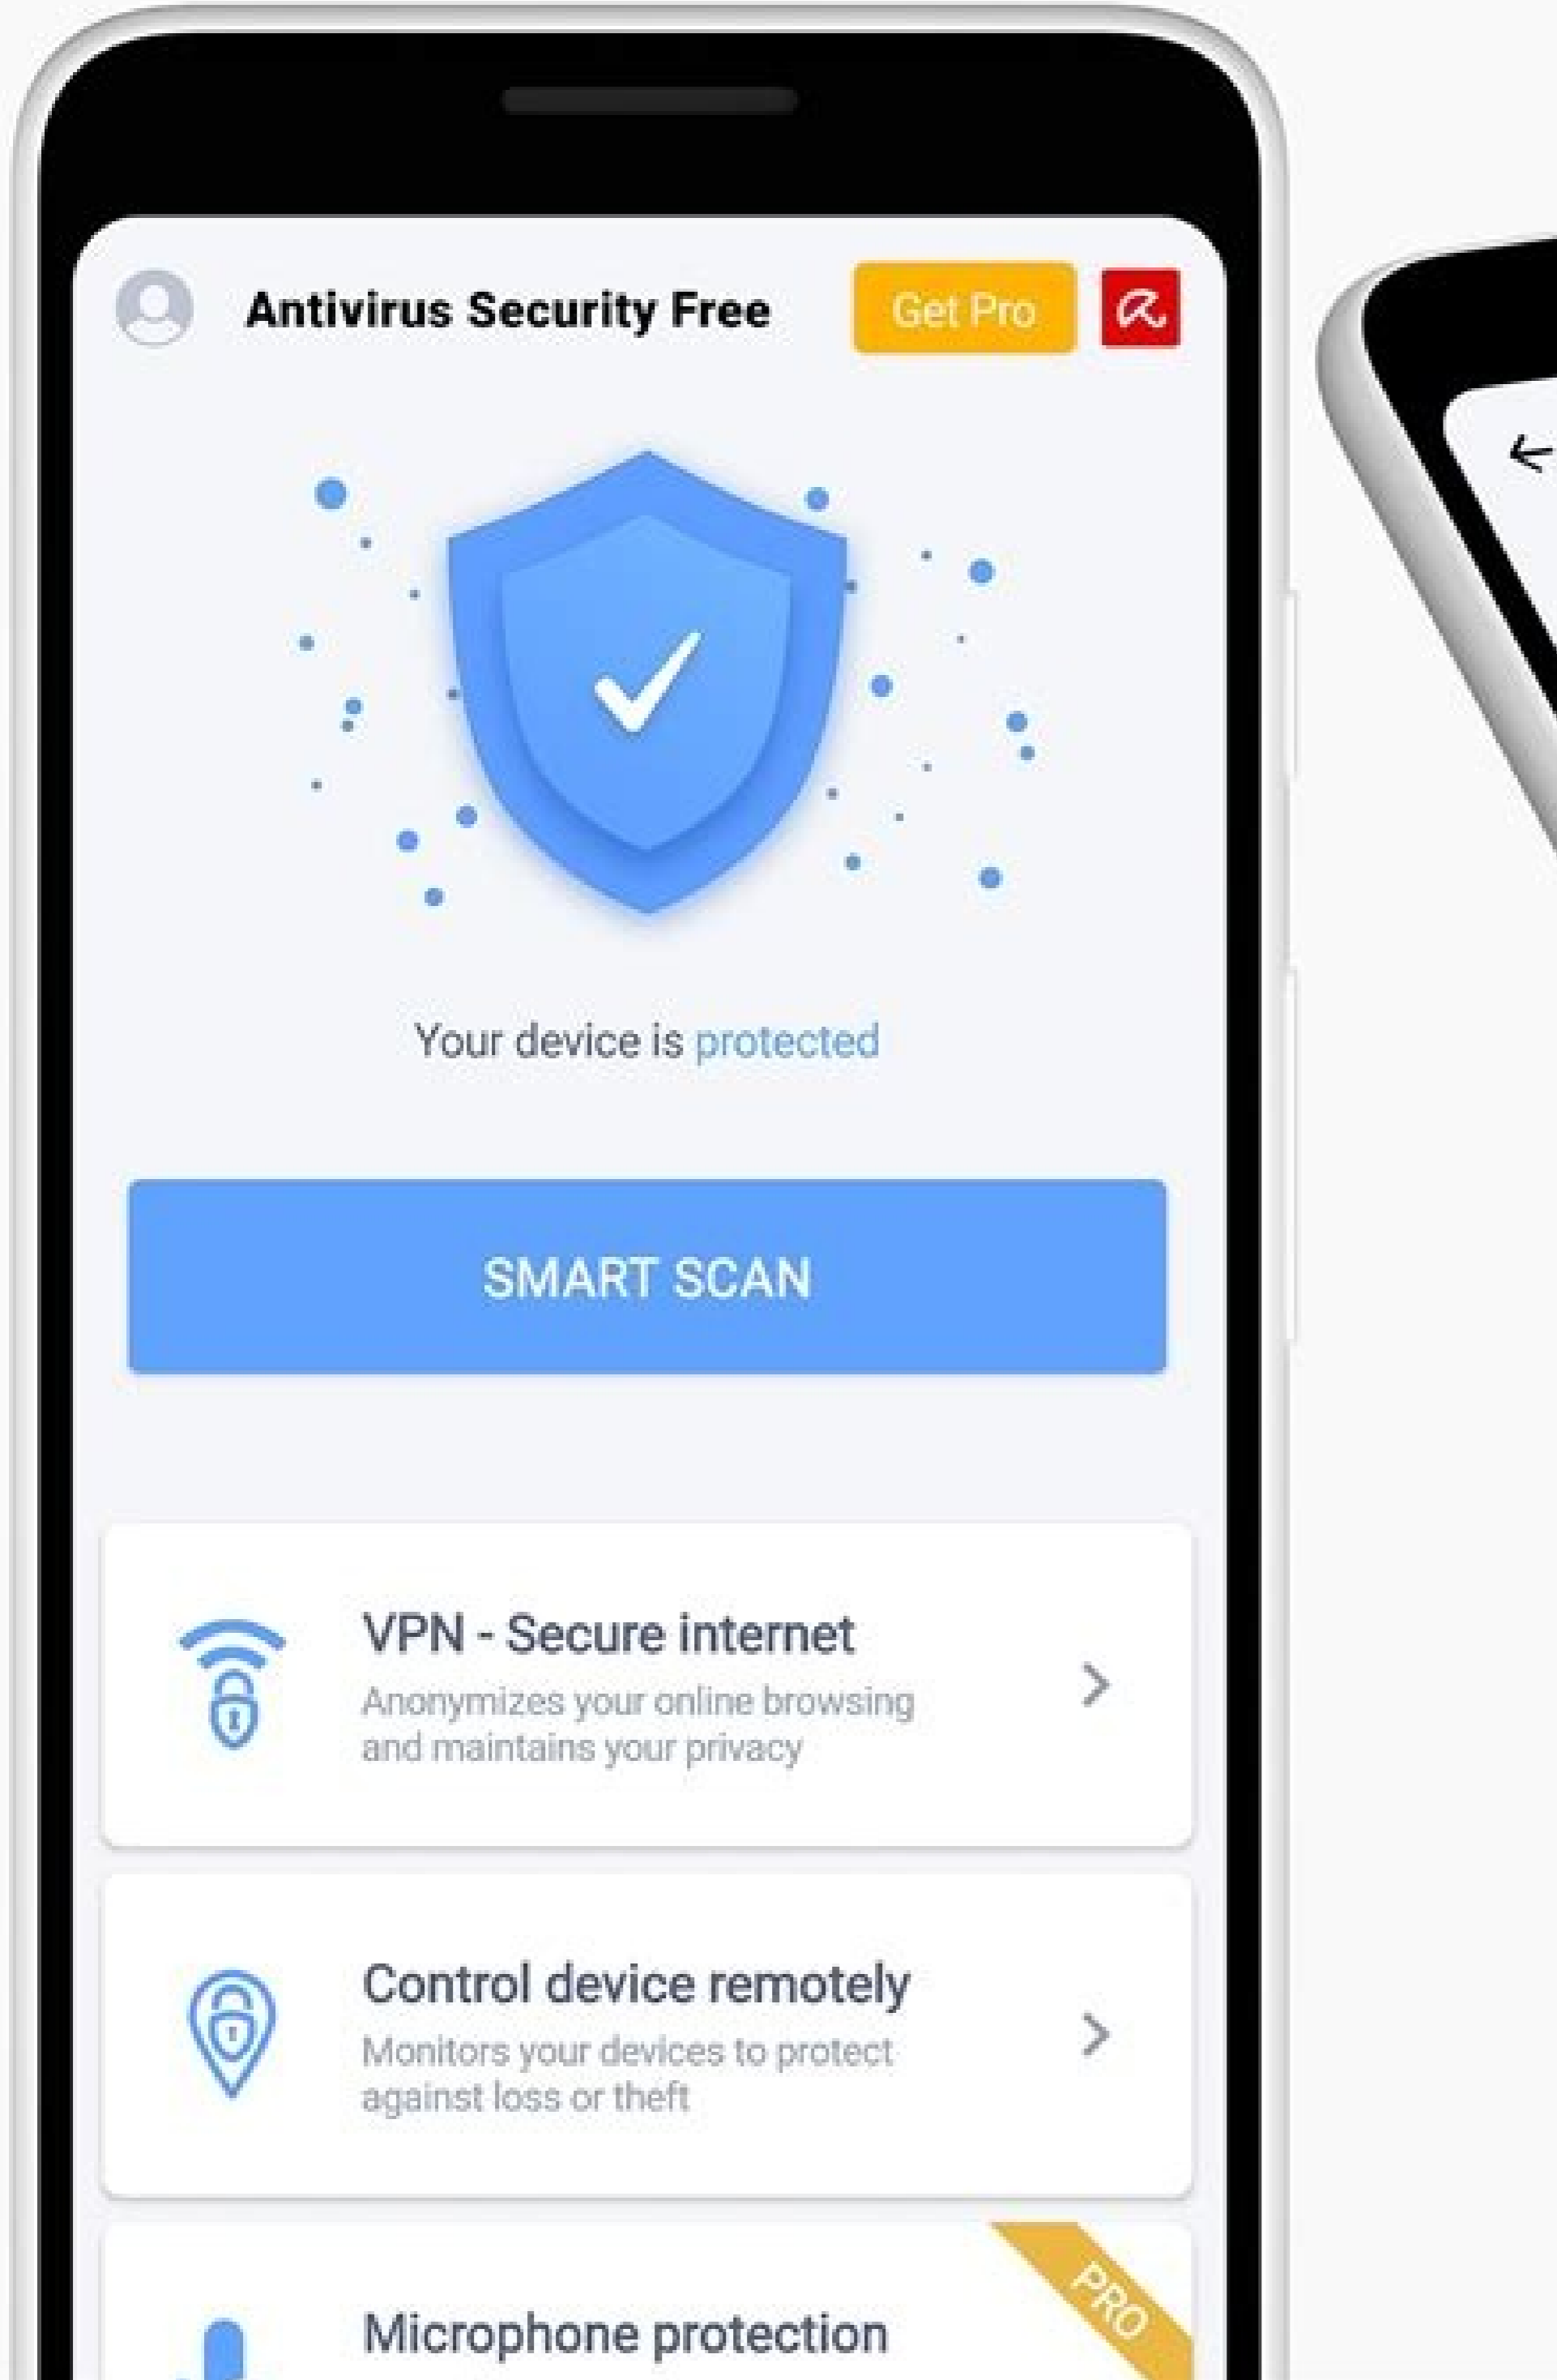 Antivirus Security Free
Get Pro
Your device is protected
SMART SCAN
VPN - Secure internet
Anonymizes your online browsing
and maintains your privacy
Control device remotely
Monitors your devices to protect
against loss or theft
PRO
Microphone protection